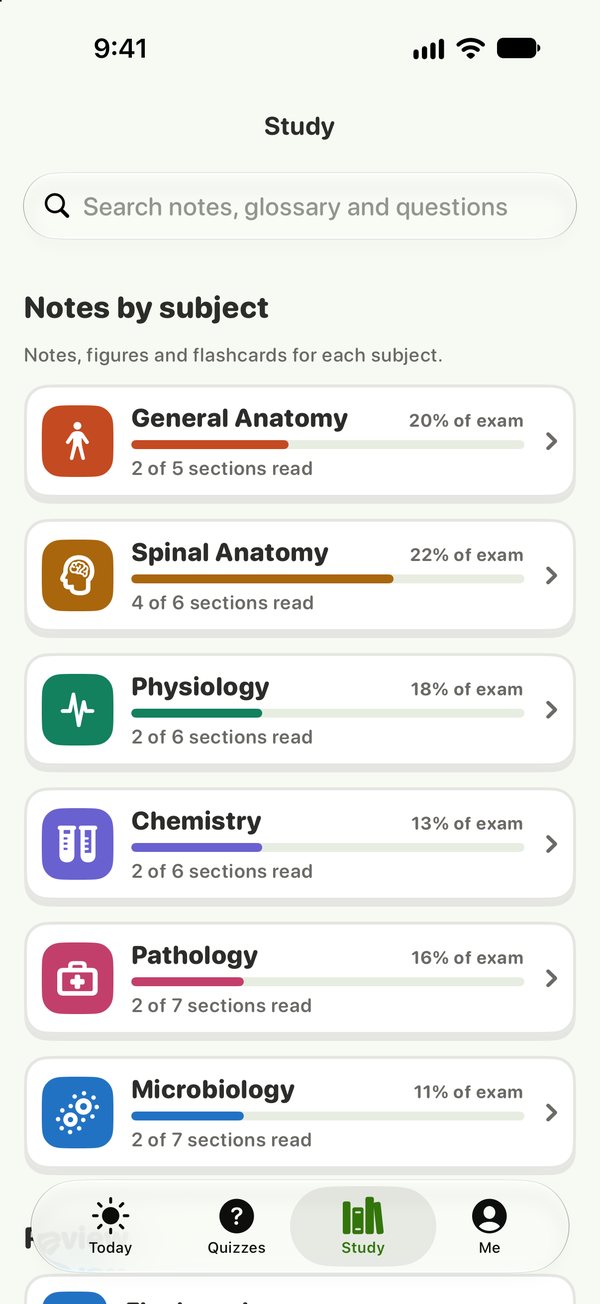 9:41
Study
Search notes, glossary and questions
Notes by subject
Notes, figures and flashcards for each subject.
General Anatomy
20% of exam
2 of 5 sections read
Spinal Anatomy
22% of exam
4 of 6 sections read
Physiology
18% of exam
2 of 6 sections read
Chemistry
13% of exam
2 of 6 sections read
Pathology
16% of exam
2 of 7 sections read
Microbiology
11% of exam
2 of 7 sections read
Today
Quizzes
Study
Me